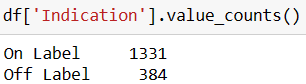 df['Indication'].value_counts()
On Label     1331
Off Label     384